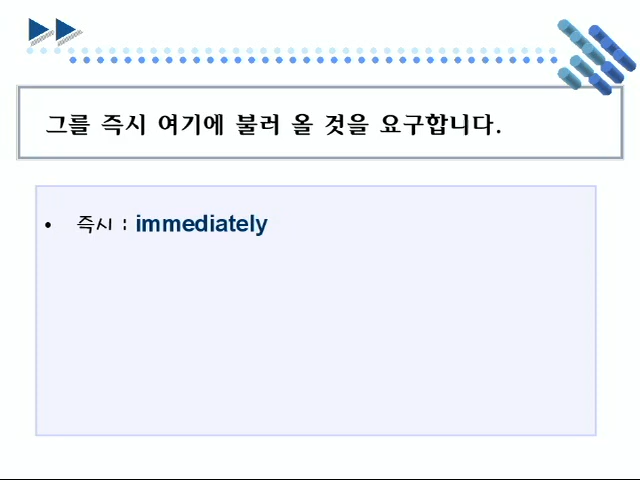 그를 즉시 여기에 불러 올 것을 요구합니다.
• 즉시 : immediately